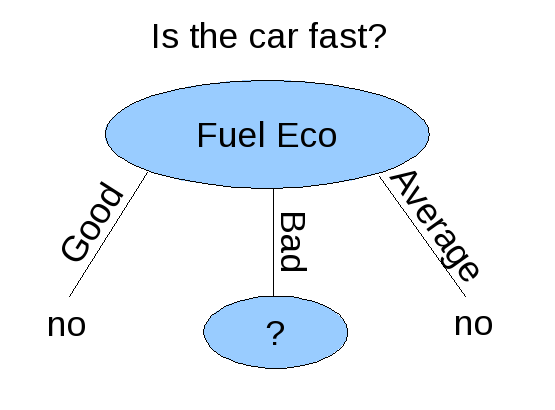 Is the car fast?
Fuel Eco
Good
Bad
Average
no
?
no